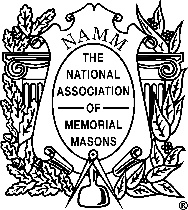 NAMM
THE
NATIONAL
ASSOCIATION
OF
MEMORIAL
MASONS
®